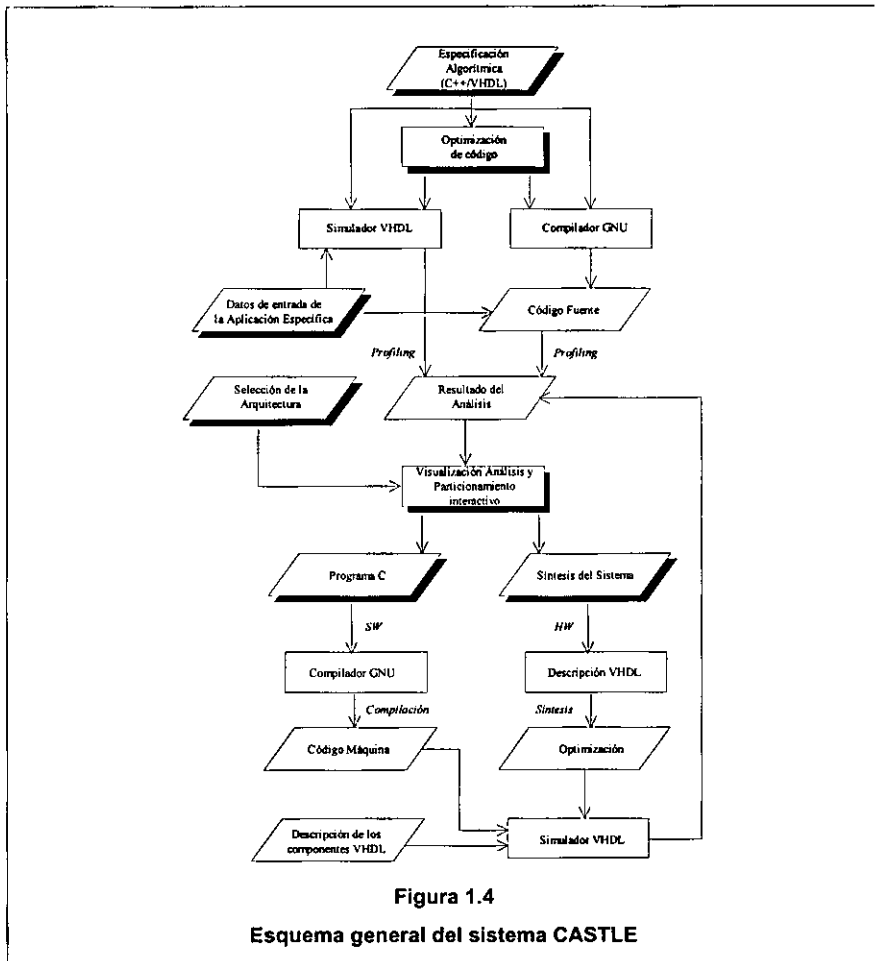 Especificación
Algorítmica
(C++/VHDL)
Optimización
de código
Simulador VHDL
Compilador GNU
Datos de entrada de
la Aplicación Específica
Código Fuente
Profiling
Profiling
Selección de la
Arquitectura
Resultado del
Análisis
Visualización Análisis y
Particionamiento
interactivo
Programa C
Síntesis del Sistema
SW
HW
Compilador GNU
Descripción VHDL
Compilación
Síntesis
Código Máquina
Optimización
Descripción de los
componentes VHDL
Simulador VHDL
Figura 1.4
Esquema general del sistema CASTLE